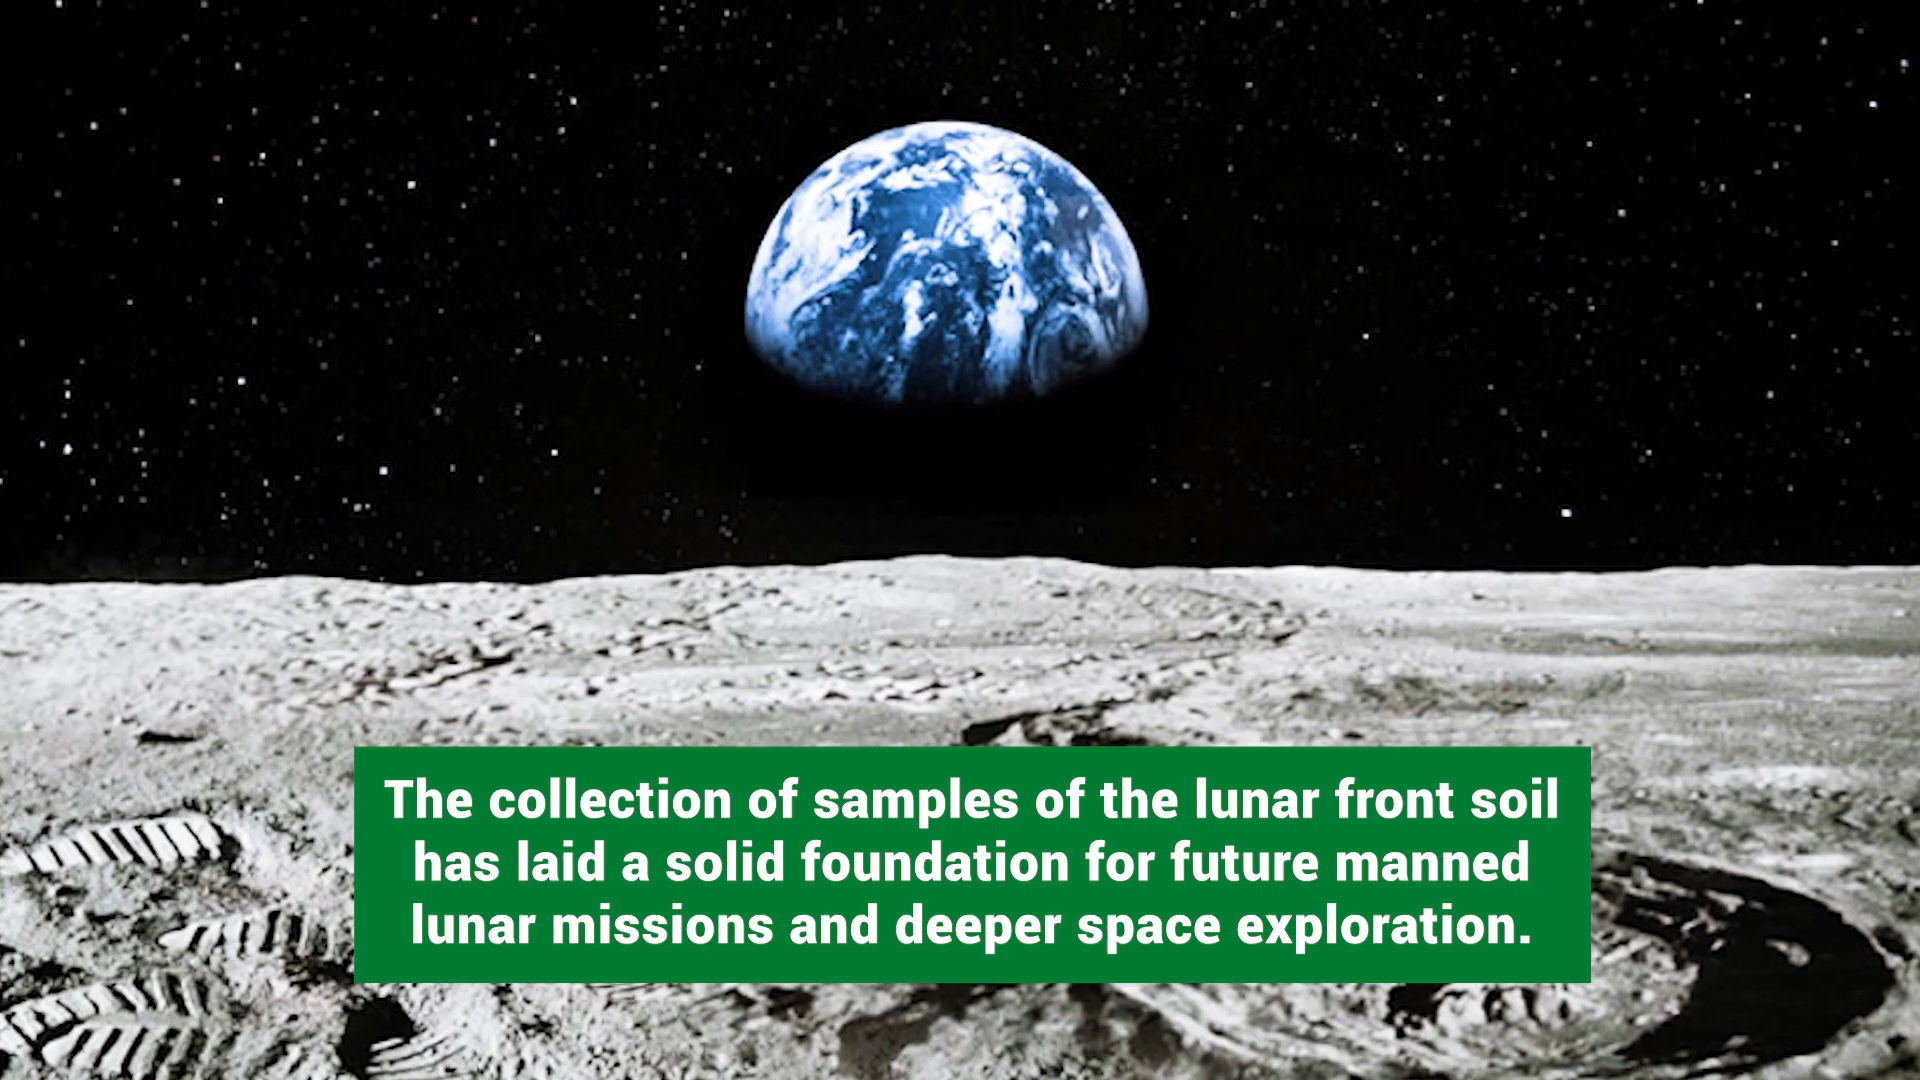 The collection of samples of the lunar front soil
has laid a solid foundation for future manned
lunar missions and deeper space exploration.